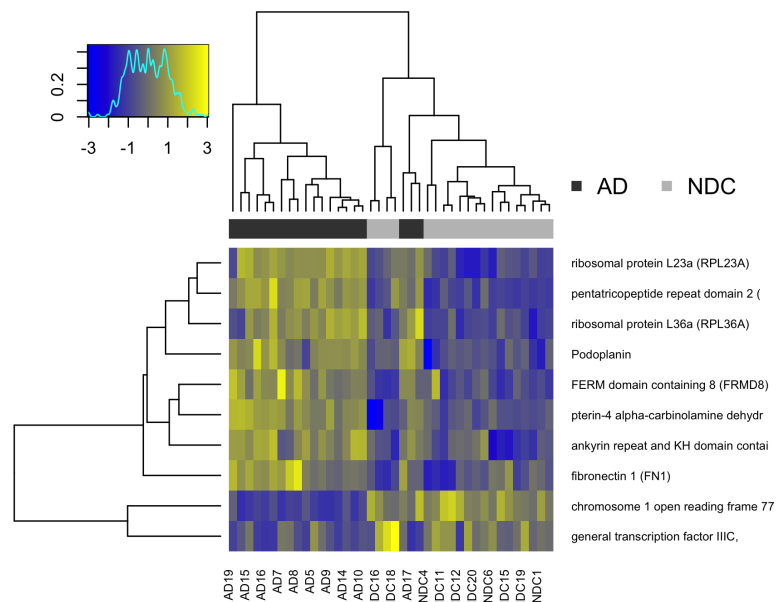 0.2
0
-3 -1 1 3
AD NDC
ribosomal protein L23a (RPL23A)
pentatricopeptide repeat domain 2 (
ribosomal protein L36a (RPL36A)
Podoplanin
FERM domain containing 8 (FRMD8)
pterin-4 alpha-carbinolamine dehydr
ankyrin repeat and KH domain contai
fibronectin 1 (FN1)
chromosome 1 open reading frame 77
general transcription factor IIIC,
AD19 AD15 AD16 AD7 AD8 AD5 AD9 AD14 AD10 DC16 DC18 AD17 NDC4 DC11 DC12 DC20 NDC6 DC15 DC19 NDC1